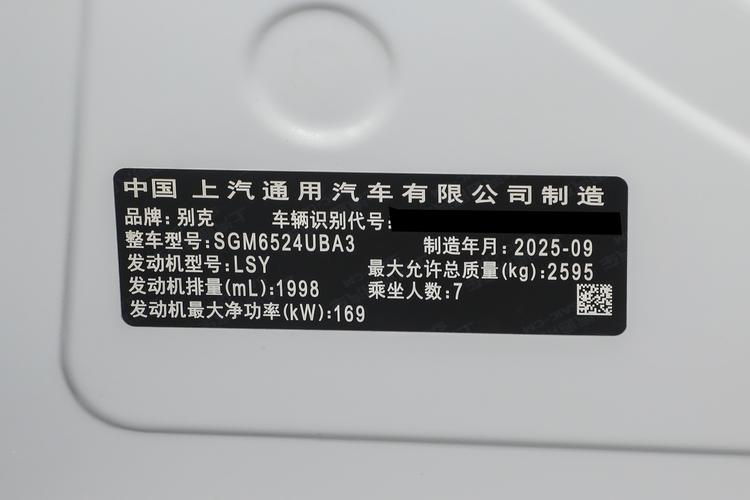 中国 上汽通用汽车有限公司制造
品牌:别克 车辆识别代号:
整车型号:SGM6524UBA3 制造年月:2025-09
发动机型号:LSY 最大允许总质量(kg):2595
发动机排量(mL):1998 乘坐人数:7
发动机最大净功率(kW):169